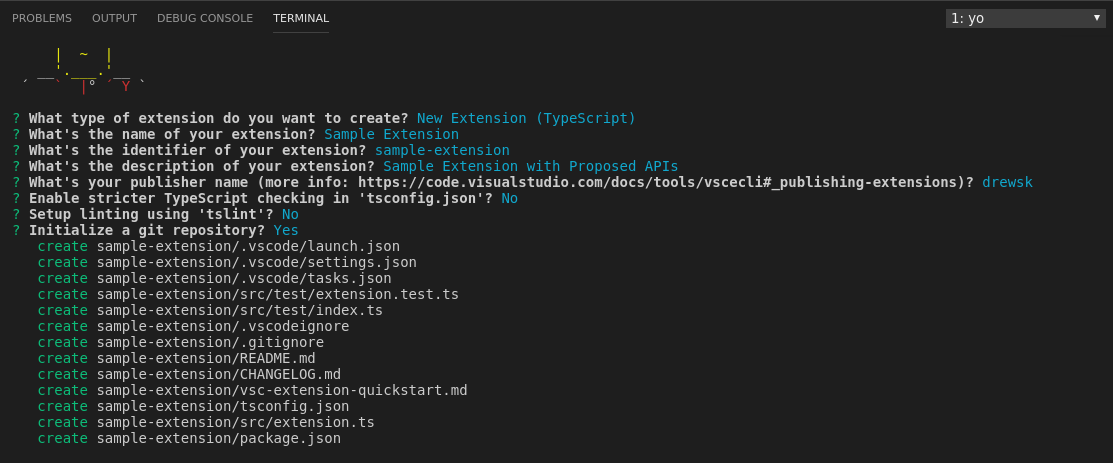 PROBLEMS OUTPUT DEBUG CONSOLE TERMINAL 1: yo
|  ~  |
__'.___.'__
´   `  |° ´ Y `
? What type of extension do you want to create? New Extension (TypeScript)
? What's the name of your extension? Sample Extension
? What's the identifier of your extension? sample-extension
? What's the description of your extension? Sample Extension with Proposed APIs
? What's your publisher name (more info: https://code.visualstudio.com/docs/tools/vscecli#_publishing-extensions)? drewsk
? Enable stricter TypeScript checking in 'tsconfig.json'? No
? Setup linting using 'tslint'? No
? Initialize a git repository? Yes
create sample-extension/.vscode/launch.json
create sample-extension/.vscode/settings.json
create sample-extension/.vscode/tasks.json
create sample-extension/src/test/extension.test.ts
create sample-extension/src/test/index.ts
create sample-extension/.vscodeignore
create sample-extension/.gitignore
create sample-extension/README.md
create sample-extension/CHANGELOG.md
create sample-extension/vsc-extension-quickstart.md
create sample-extension/tsconfig.json
create sample-extension/src/extension.ts
create sample-extension/package.json